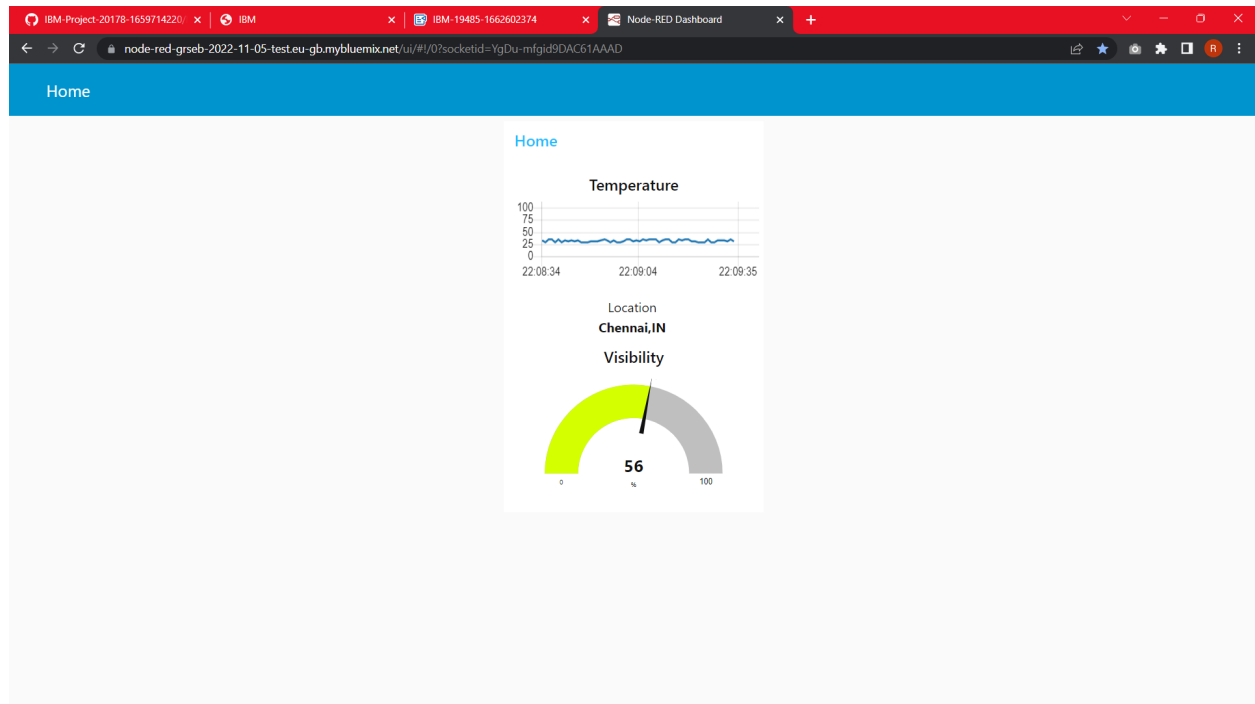 IBM-Project-20178-1659714220/
IBM
IBM-19485-1662602374
Node-RED Dashboard
node-red-grseb-2022-11-05-test.eu-gb.mybluemix.net/ui/#!/0?socketid=YgDu-mfgid9DAC61AAAD
R
Home
Home
Temperature
100
75
50
25
0
22:08:34 22:09:04 22:09:35
Location
Chennai,IN
Visibility
56
0 % 100